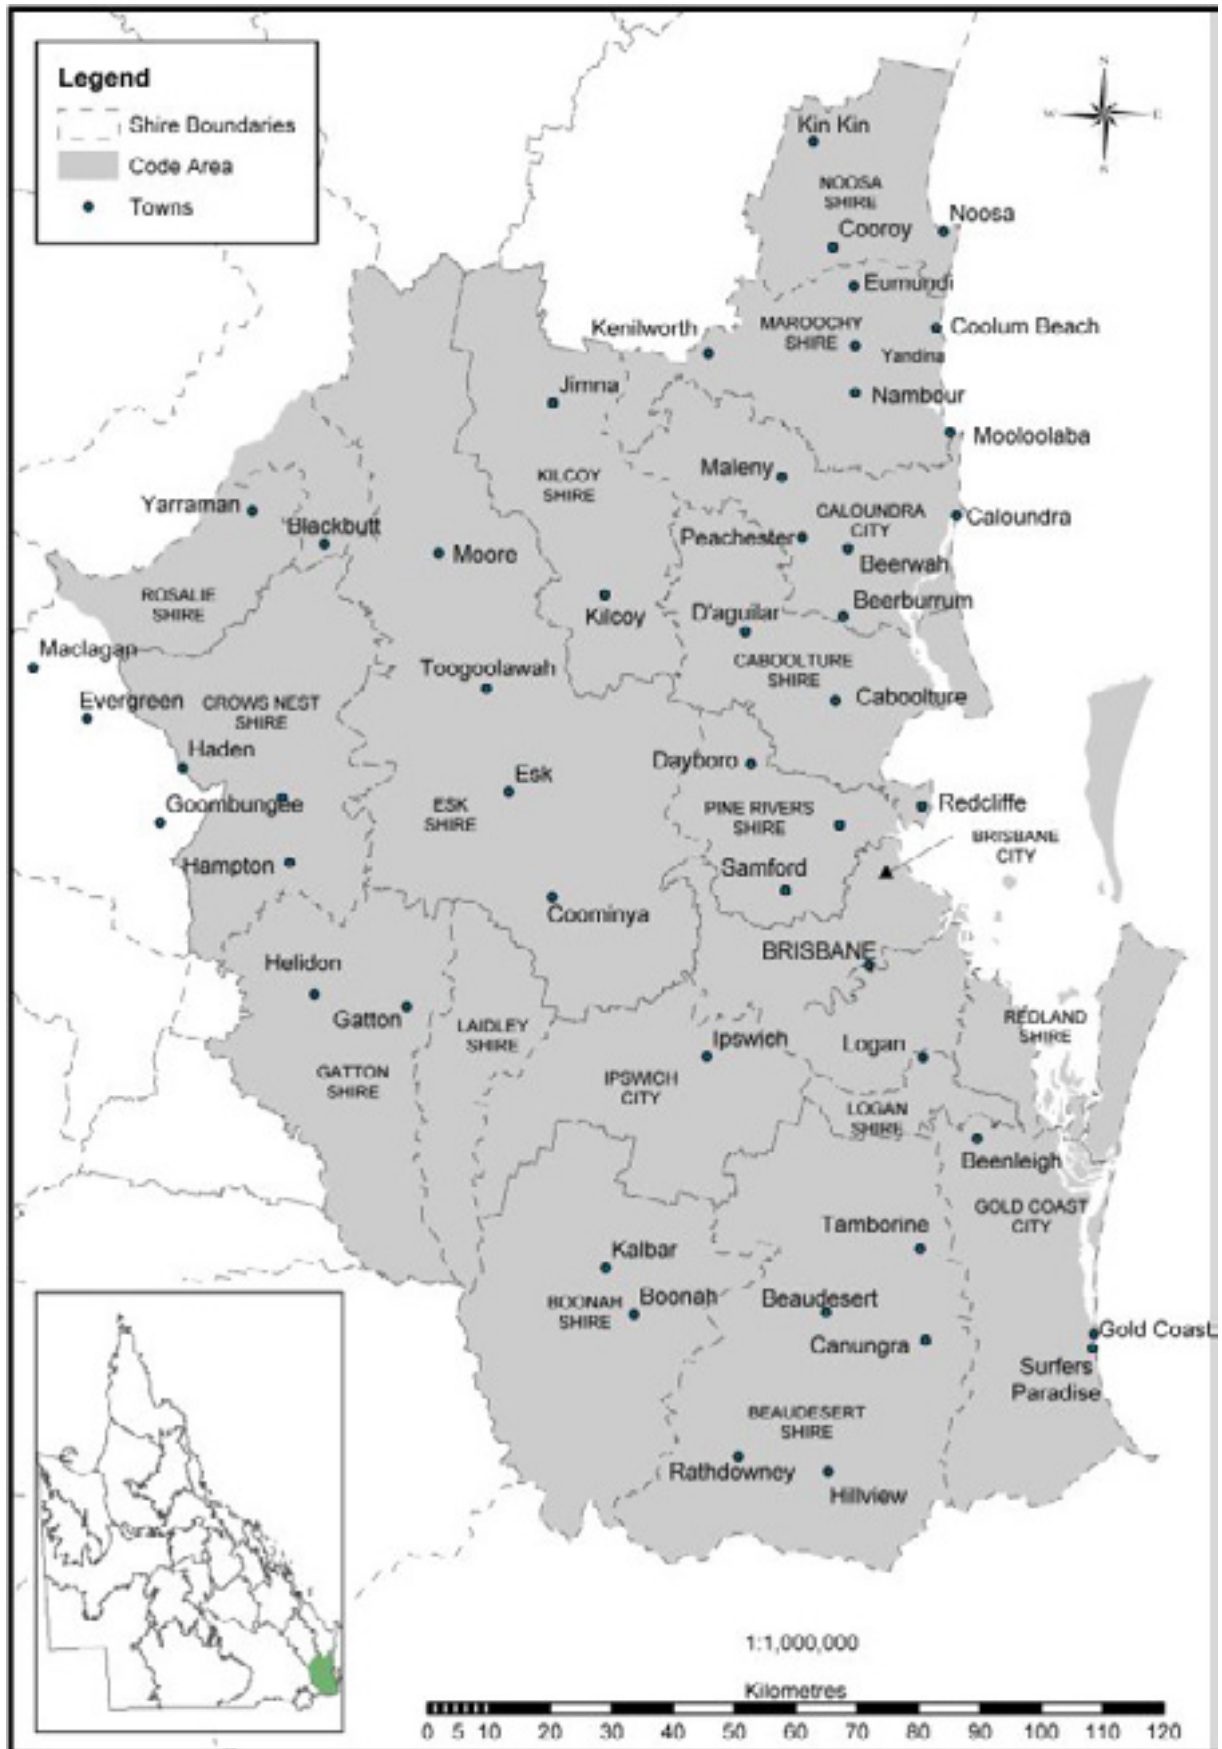 Legend
Shire Boundaries
Code Area
Towns
N
W
E
S
Kin Kin
NOOSA
SHIRE
Noosa
Cooroy
Eumundi
Kenilworth
MAROOCHY
SHIRE
Coolum Beach
Yandina
Jimna
Nambour
Mooloolaba
Maleny
KILCOY
SHIRE
Yarraman
Blackbutt
Moore
CALOUNDRA
CITY
Caloundra
Peachester
Beerwah
ROSALIE
SHIRE
Kilcoy
D'aguilar
Beerburrum
Maclagan
Toogoolawah
CABOOLTURE
SHIRE
Evergreen
CROWS NEST
SHIRE
Caboolture
Haden
Dayboro
Esk
Goombungee
ESK
SHIRE
PINE RIVERS
SHIRE
Redcliffe
BRISBANE
CITY
Hampton
Samford
Coominya
Helidon
BRISBANE
Gatton
LAIDLEY
SHIRE
Ipswich
Logan
REDLAND
SHIRE
GATTON
SHIRE
IPSWICH
CITY
LOGAN
SHIRE
Beenleigh
GOLD COAST
CITY
Tamborine
Kalbar
BOONAH
SHIRE
Boonah
Beaudesert
Canungra
Gold Coast
Surfers
Paradise
BEAUDESERT
SHIRE
Rathdowney
Hillview
1:1,000,000
Kilometres
0 5 10 20 30 40 50 60 70 80 90 100 110 120